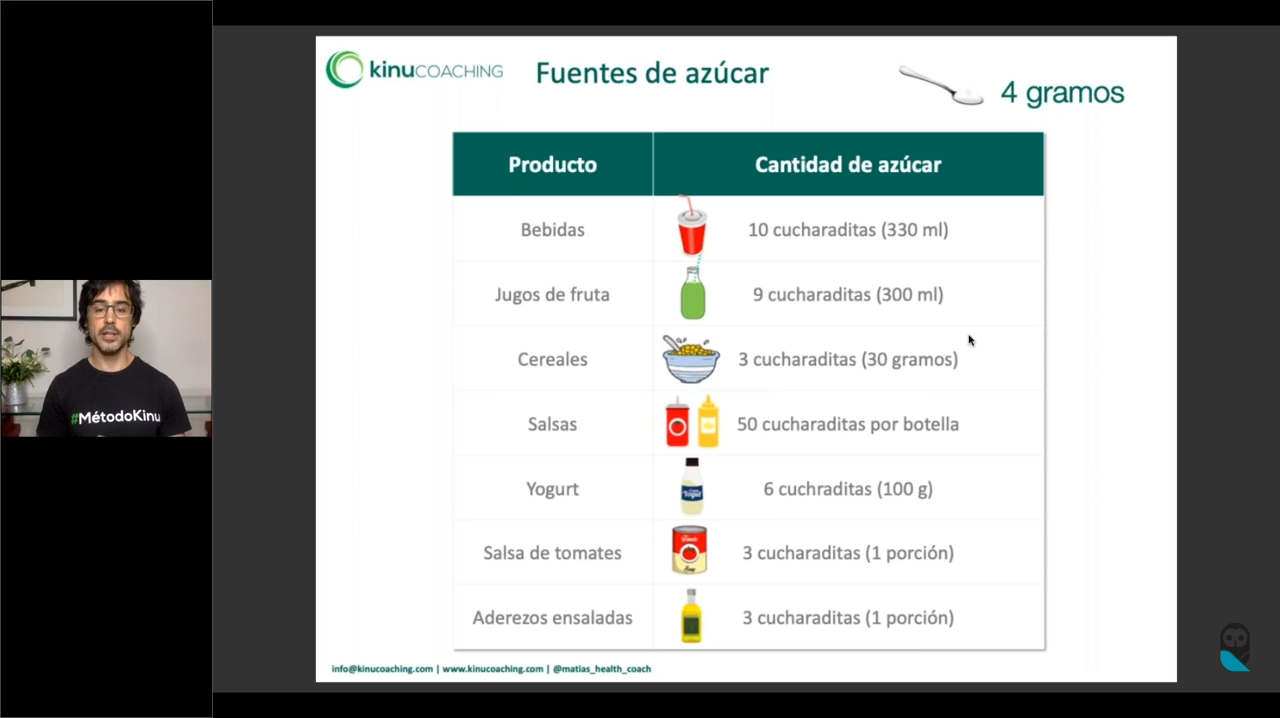 kinuCOACHING
Fuentes de azúcar
4 gramos
Producto
Cantidad de azúcar
Bebidas
10 cucharaditas (330 ml)
Jugos de fruta
9 cucharaditas (300 ml)
Cereales
3 cucharaditas (30 gramos)
Salsas
50 cucharaditas por botella
Yogurt
6 cuchraditas (100 g)
Salsa de tomates
3 cucharaditas (1 porción)
Aderezos ensaladas
3 cucharaditas (1 porción)
#MétodoKinu
info@kinucoaching.com | www.kinucoaching.com | @matias_health_coach